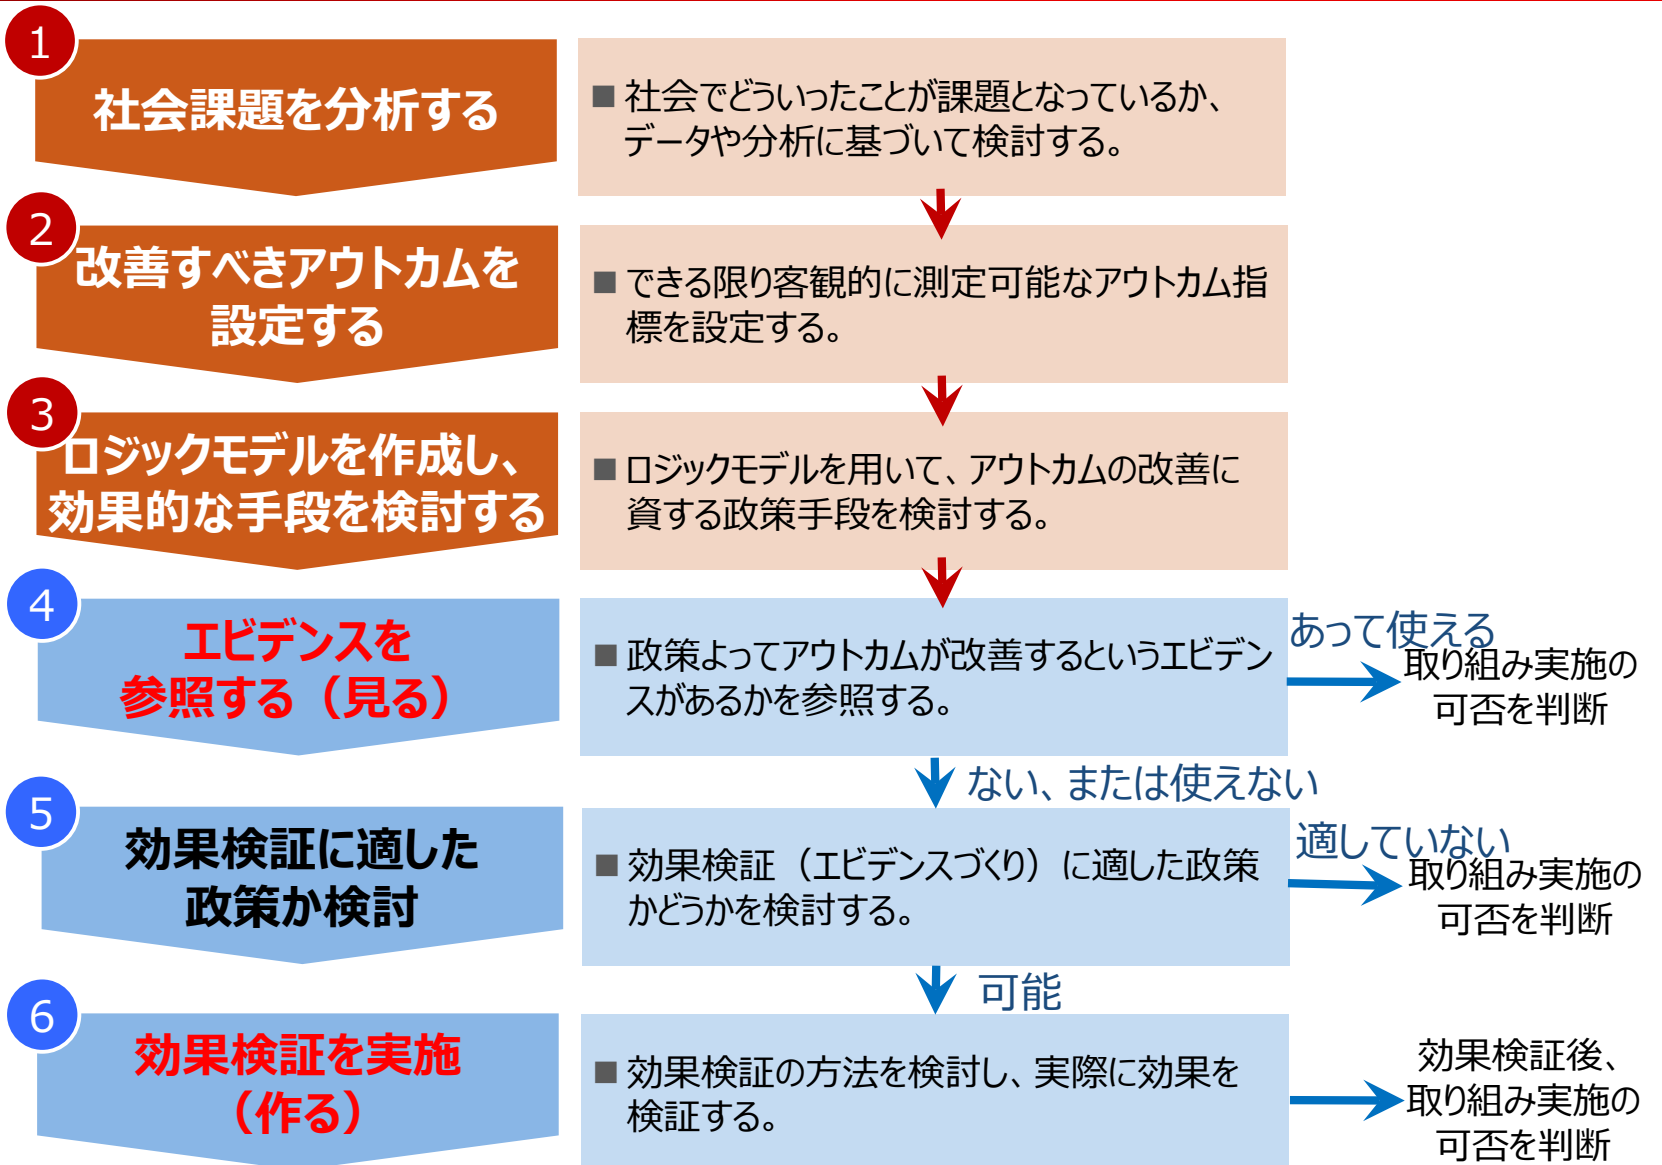 1
社会課題を分析する
■ 社会でどういったことが課題となっているか、
データや分析に基づいて検討する。
2
改善すべきアウトカムを
設定する
■ できる限り客観的に測定可能なアウトカム指
標を設定する。
3
ロジックモデルを作成し、
効果的な手段を検討する
■ ロジックモデルを用いて、アウトカムの改善に
資する政策手段を検討する。
4
エビデンスを
参照する（見る）
■ 政策よってアウトカムが改善するというエビデン
スがあるかを参照する。
あって使える
取り組み実施の
可否を判断
ない、または使えない
5
効果検証に適した
政策か検討
■ 効果検証（エビデンスづくり）に適した政策
かどうかを検討する。
適していない
取り組み実施の
可否を判断
可能
6
効果検証を実施
（作る）
■ 効果検証の方法を検討し、実際に効果を
検証する。
効果検証後、
取り組み実施の
可否を判断